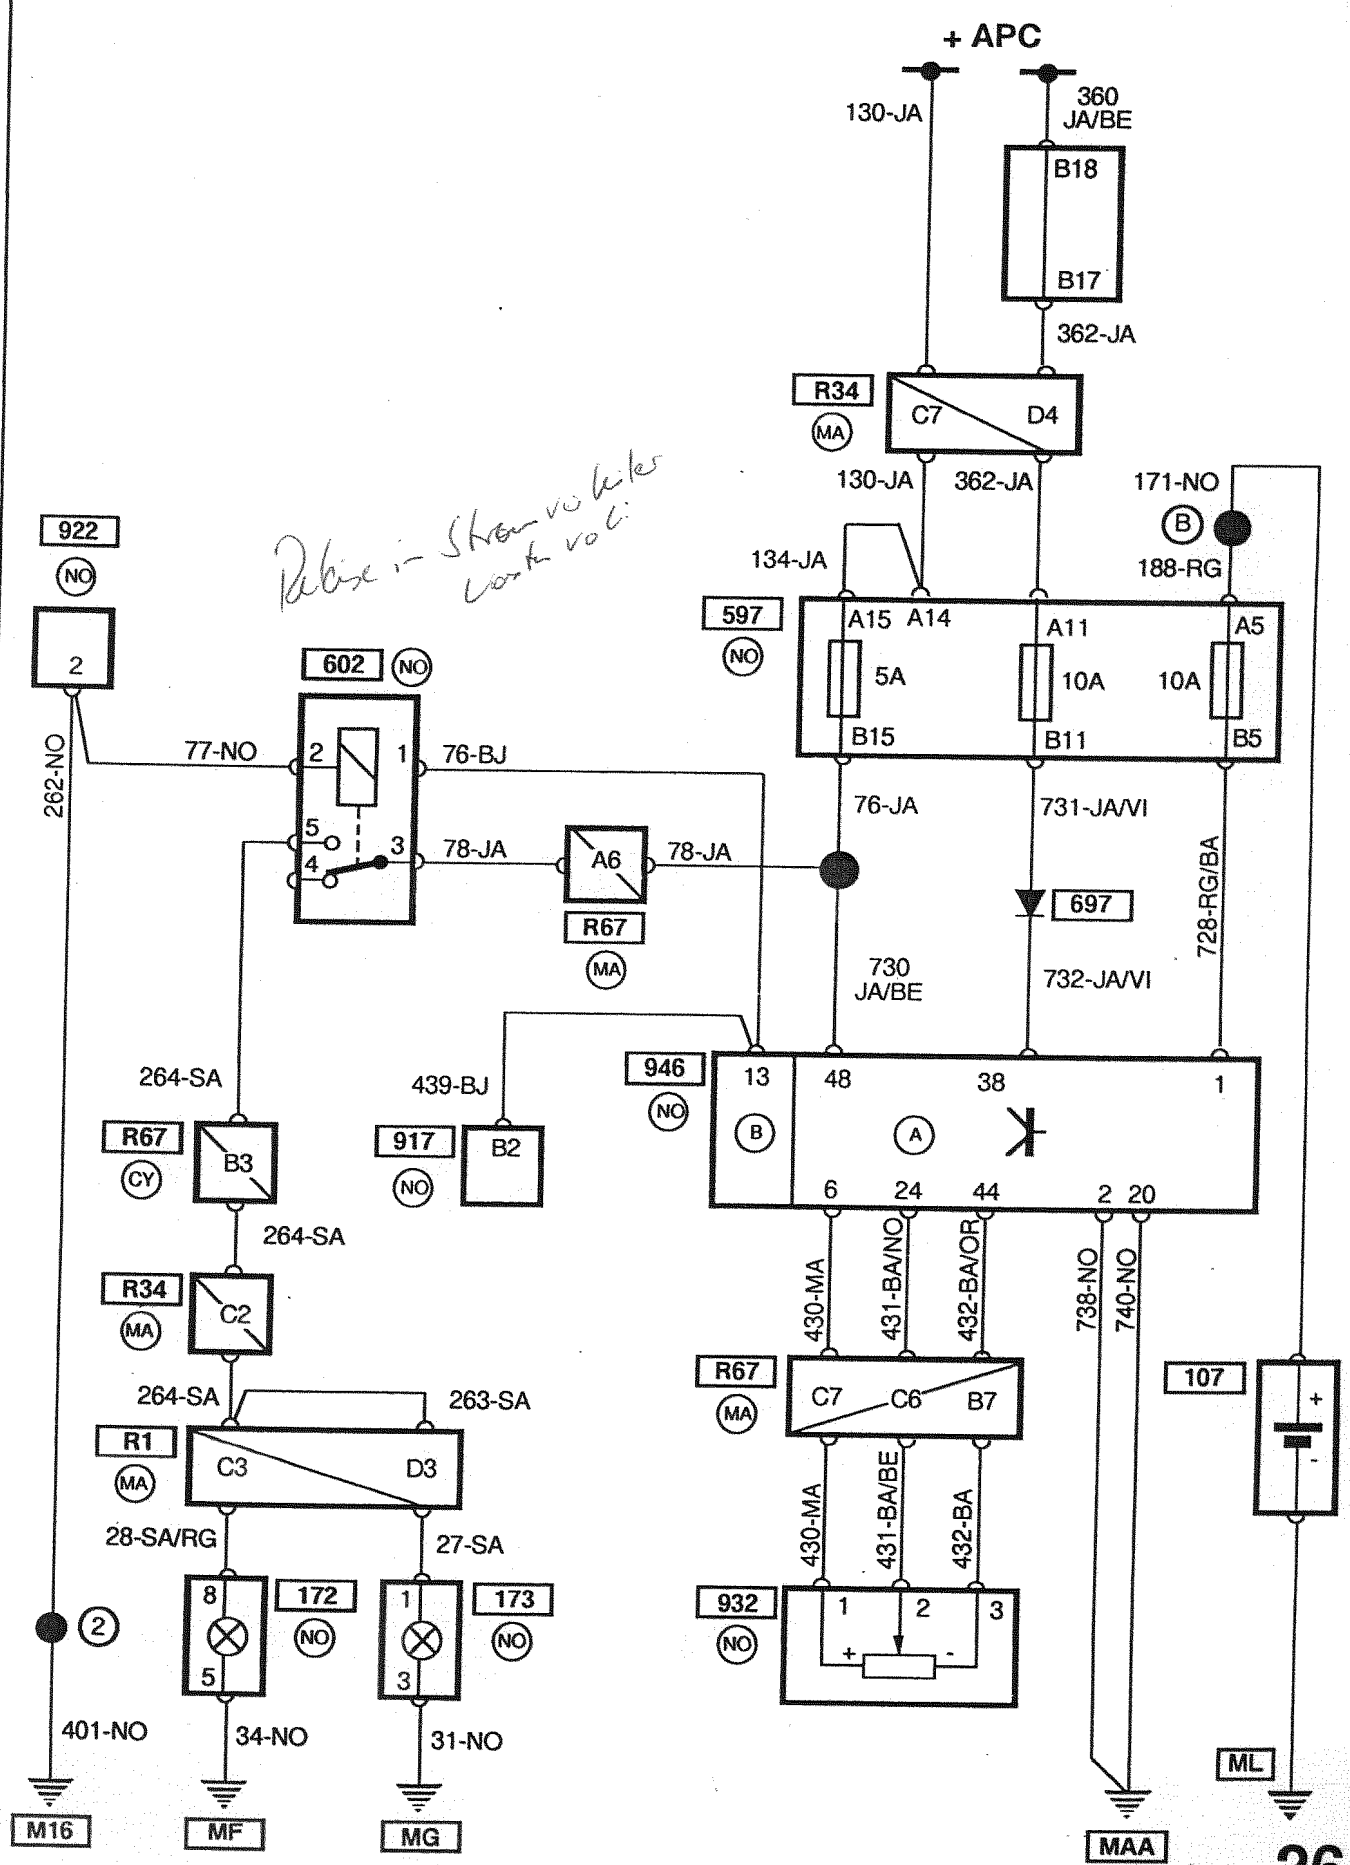 + APC
130-JA
360
JA/BE
B18
B17
362-JA
R34
MA
C7
D4
130-JA
362-JA
171-NO
B
188-RG
134-JA
922
NO
2
597
NO
A15
A14
A11
A5
5A
10A
10A
B15
B11
B5
602
NO
2
1
5
4
3
77-NO
76-BJ
262-NO
78-JA
A6
78-JA
R67
MA
76-JA
731-JA/VI
728-RG/BA
697
730
JA/BE
732-JA/VI
264-SA
439-BJ
946
NO
13
48
38
1
B
A
6
24
44
2
20
R67
CY
B3
917
NO
B2
264-SA
R34
MA
C2
430-MA
431-BA/NO
432-BA/OR
738-NO
740-NO
264-SA
263-SA
R67
MA
C7
C6
B7
107
+
-
R1
MA
C3
D3
28-SA/RG
27-SA
430-MA
431-BA/BE
432-BA
8
5
172
NO
1
3
173
NO
932
NO
1
2
3
+
-
2
401-NO
34-NO
31-NO
ML
M16
MF
MG
MAA
26